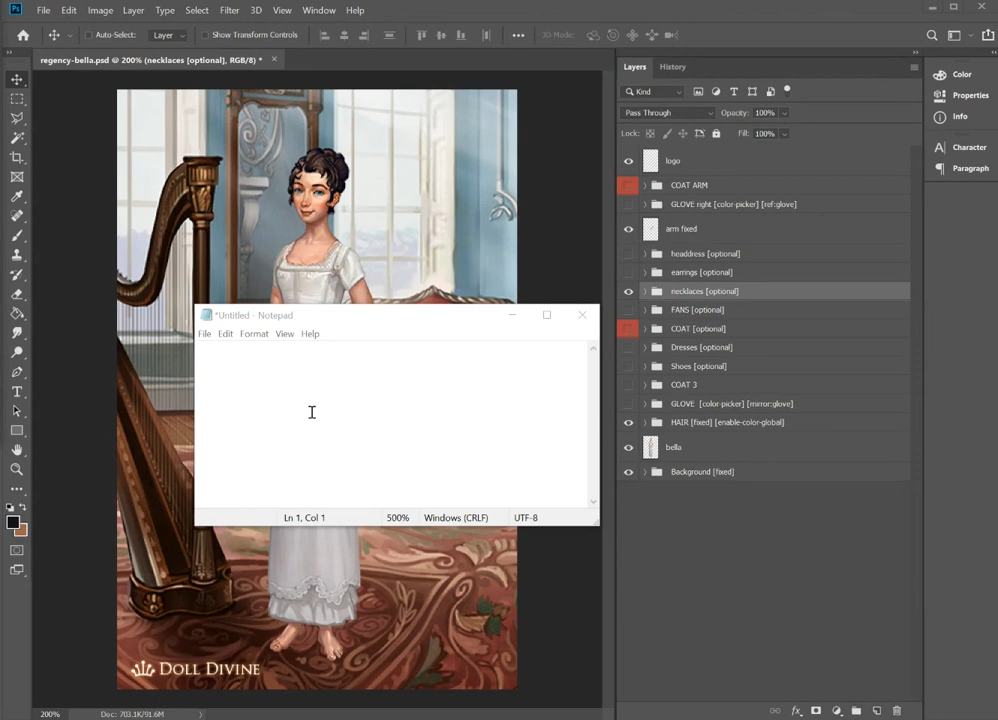 Ps File Edit Image Layer Type Select Filter 3D View Window Help
Auto-Select: Layer Show Transform Controls 3D Mode:
regency-bella.psd @ 200% (necklaces [optional], RGB/8) * ×
Layers History
Kind
Pass Through Opacity: 100%
Lock: Fill: 100%
logo
COAT ARM
GLOVE right [color-picker] [ref:glove]
arm fixed
headdress [optional]
earrings [optional]
necklaces [optional]
FANS [optional]
COAT [optional]
Dresses [optional]
Shoes [optional]
COAT 3
GLOVE [color-picker] [mirror:glove]
HAIR [fixed] [enable-color-global]
bella
Background [fixed]
Color
Properties
Info
Character
Paragraph
*Untitled - Notepad
File Edit Format View Help
Ln 1, Col 1 500% Windows (CRLF) UTF-8
DOLL DIVINE
200% Doc: 703.1K/91.6M